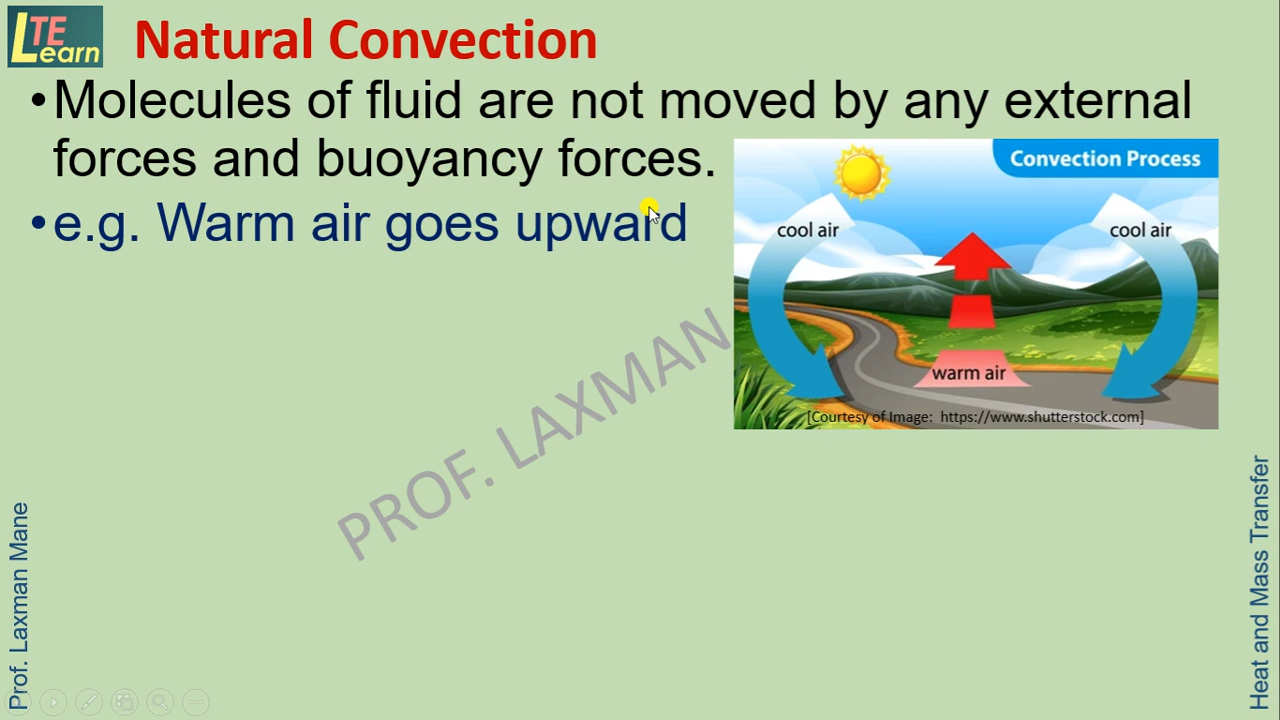 LTE
Learn
Natural Convection
•Molecules of fluid are not moved by any external
forces and buoyancy forces.
•e.g. Warm air goes upward
Convection Process
cool air
cool air
warm air
[Courtesy of Image: https://www.shutterstock.com]
PROF. LAXMAN
Prof. Laxman Mane
Heat and Mass Transfer